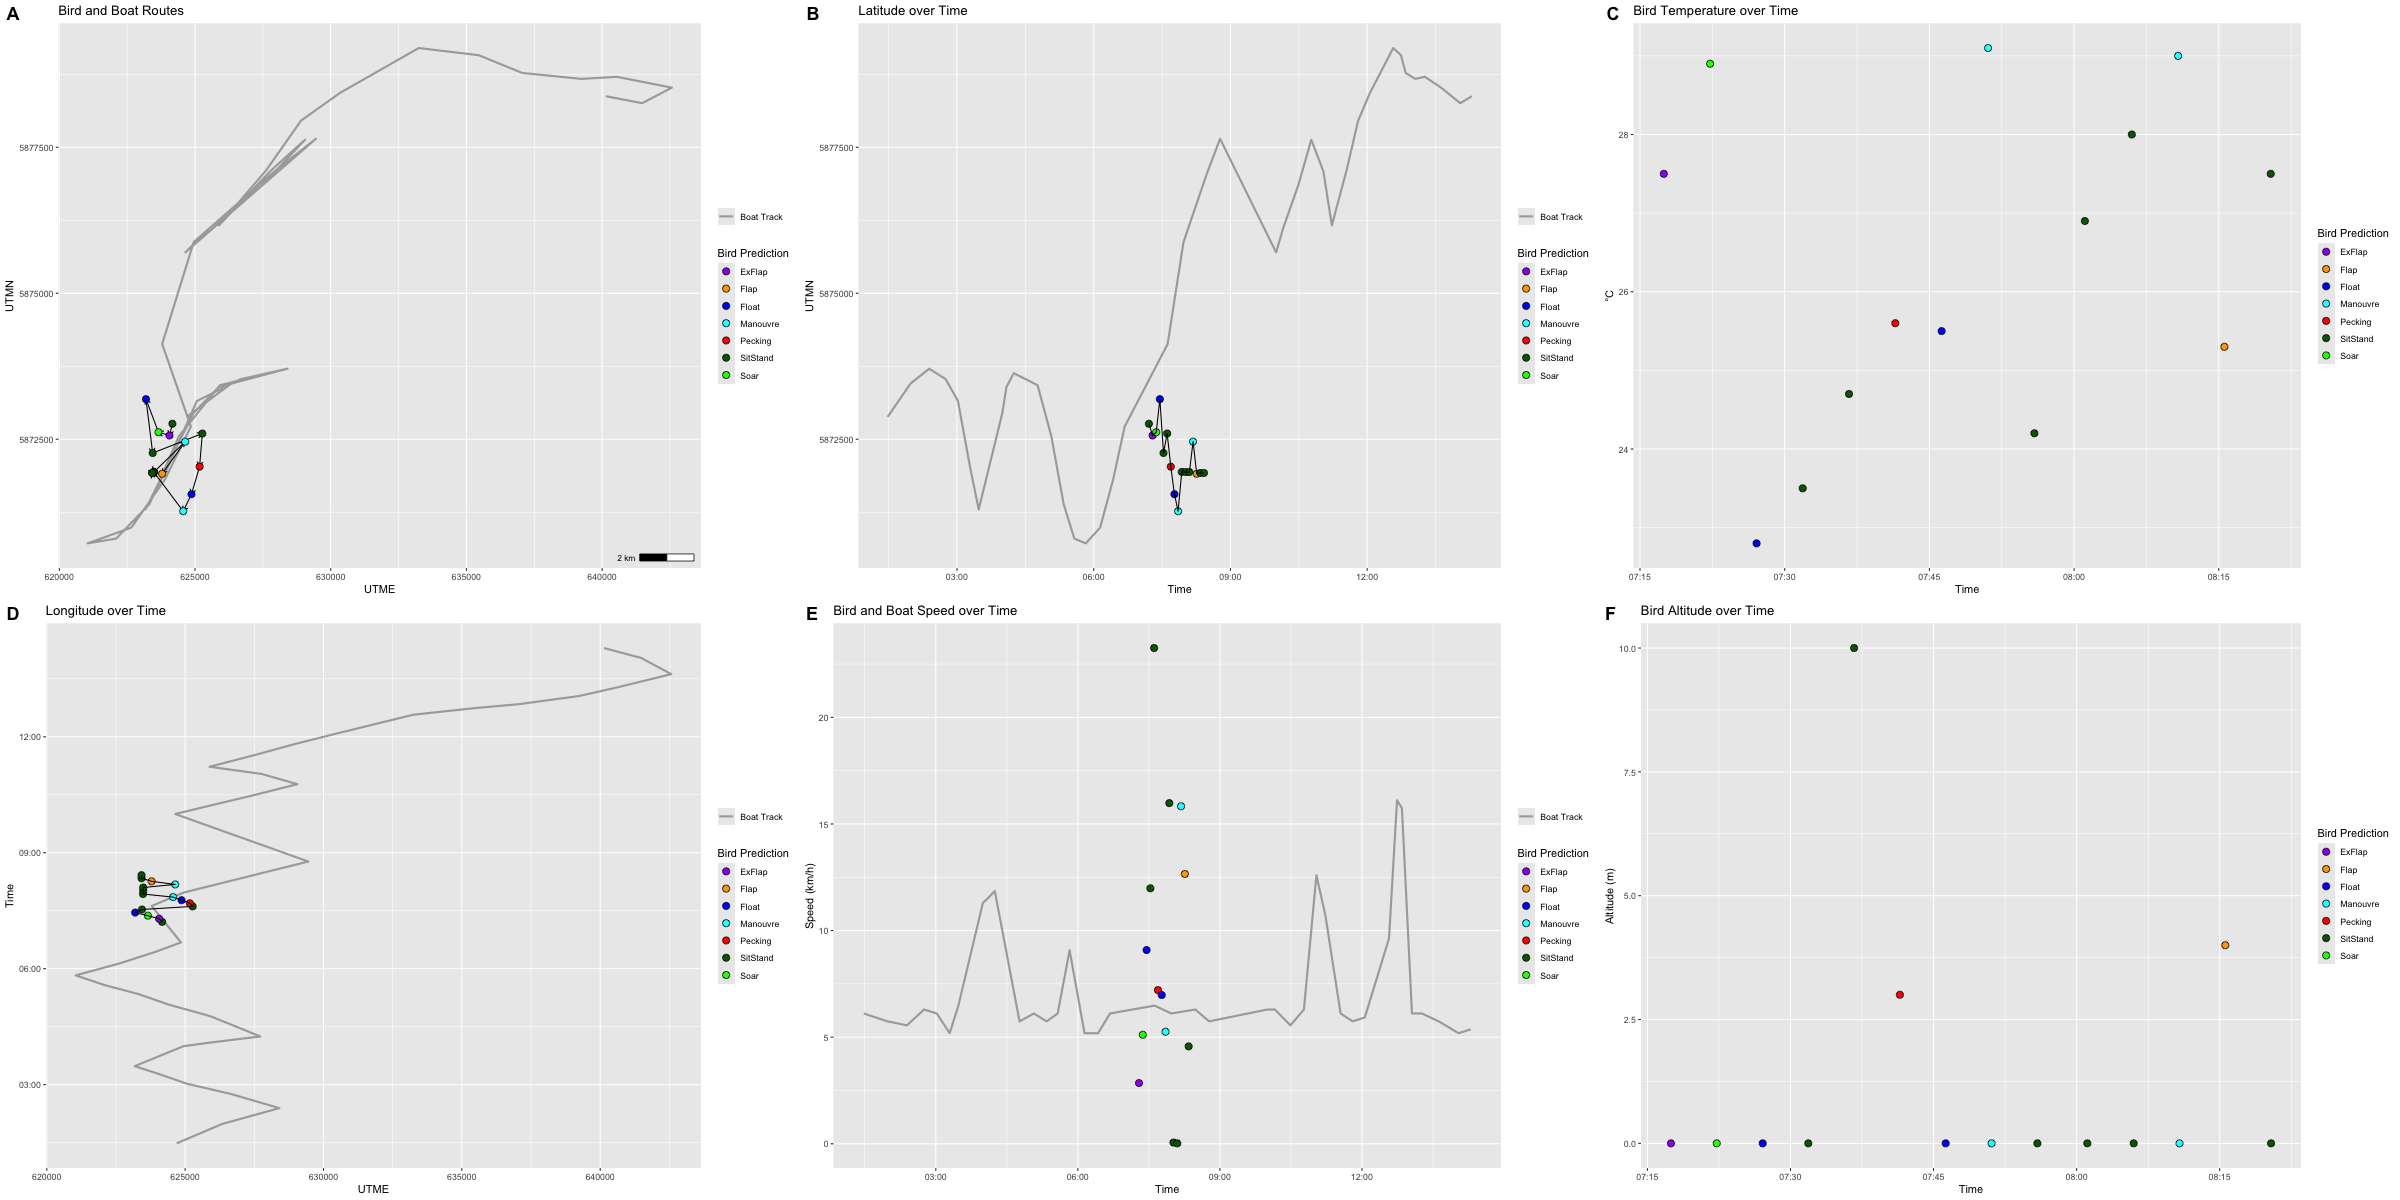 A Bird and Boat Routes
5877500
5875000
5872500
UTMN
620000 625000 630000 635000 640000
UTME
2 km
Boat Track
Bird Prediction
ExFlap
Flap
Float
Manouvre
Pecking
SitStand
Soar
B Latitude over Time
5877500
5875000
5872500
UTMN
03:00 06:00 09:00 12:00
Time
Boat Track
Bird Prediction
ExFlap
Flap
Float
Manouvre
Pecking
SitStand
Soar
C Bird Temperature over Time
28
26
24
°C
07:15 07:30 07:45 08:00 08:15
Time
Bird Prediction
ExFlap
Flap
Float
Manouvre
Pecking
SitStand
Soar
D Longitude over Time
12:00
09:00
06:00
03:00
Time
620000 625000 630000 635000 640000
UTME
Boat Track
Bird Prediction
ExFlap
Flap
Float
Manouvre
Pecking
SitStand
Soar
E Bird and Boat Speed over Time
20
15
10
5
0
Speed (km/h)
03:00 06:00 09:00 12:00
Time
Boat Track
Bird Prediction
ExFlap
Flap
Float
Manouvre
Pecking
SitStand
Soar
F Bird Altitude over Time
10.0
7.5
5.0
2.5
0.0
Altitude (m)
07:15 07:30 07:45 08:00 08:15
Time
Bird Prediction
ExFlap
Flap
Float
Manouvre
Pecking
SitStand
Soar